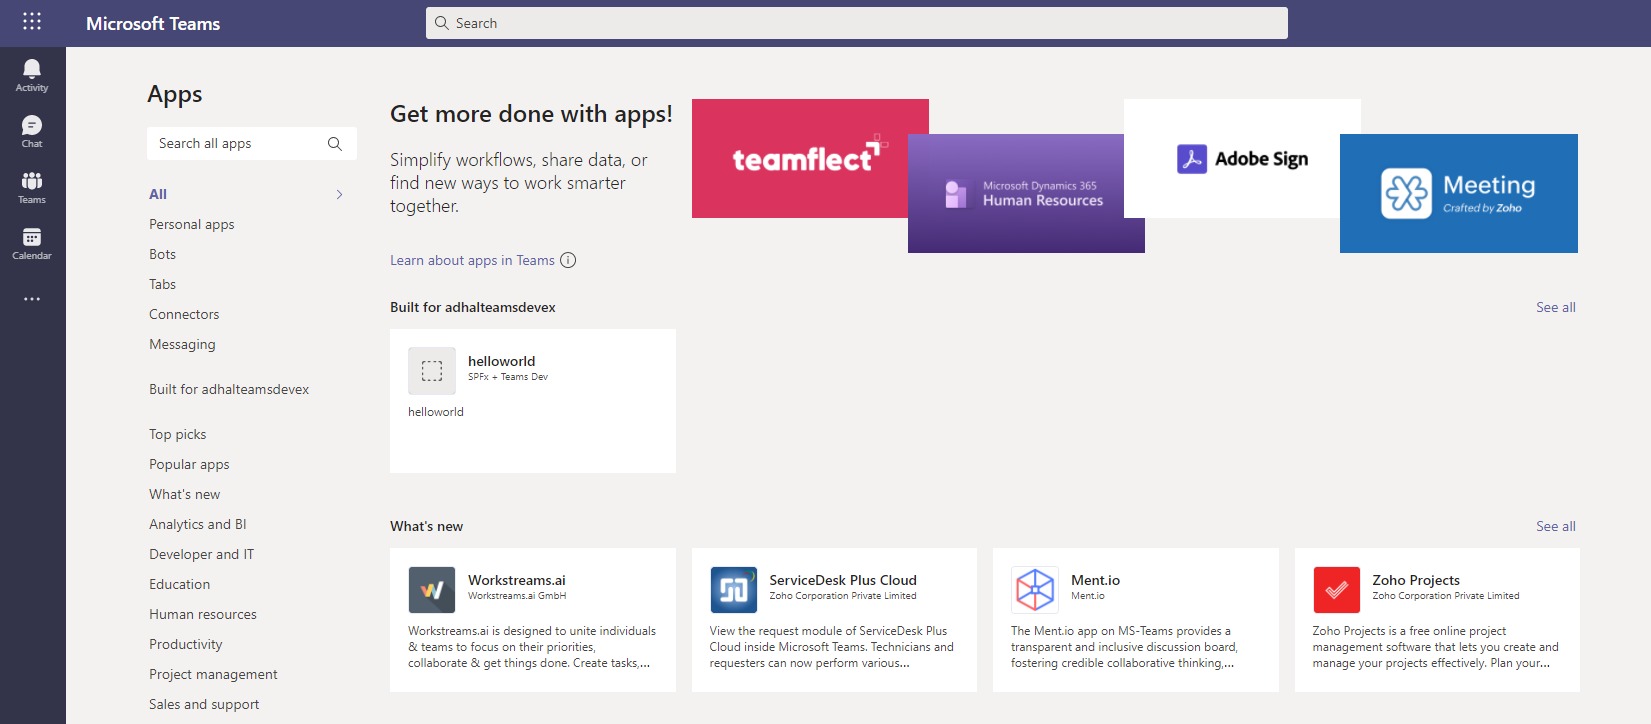 Microsoft Teams
Search
Activity
Chat
Teams
Calendar
Apps
Search all apps
All
Personal apps
Bots
Tabs
Connectors
Messaging
Built for adhalteamsdevex
Top picks
Popular apps
What's new
Analytics and BI
Developer and IT
Education
Human resources
Productivity
Project management
Sales and support
Get more done with apps!
Simplify workflows, share data, or
find new ways to work smarter
together.
Learn about apps in Teams
teamflect
Microsoft Dynamics 365
Human Resources
Adobe Sign
Meeting
Crafted by Zoho
Built for adhalteamsdevex
See all
helloworld
SPFx + Teams Dev
helloworld
What's new
See all
Workstreams.ai
Workstreams.ai GmbH
Workstreams.ai is designed to unite individuals
& teams to focus on their priorities,
collaborate & get things done. Create tasks,...
ServiceDesk Plus Cloud
Zoho Corporation Private Limited
View the request module of ServiceDesk Plus
Cloud inside Microsoft Teams. Technicians and
requesters can now perform various...
Ment.io
Ment.io
The Ment.io app on MS-Teams provides a
transparent and inclusive discussion board,
fostering credible collaborative thinking,...
Zoho Projects
Zoho Corporation Private Limited
Zoho Projects is a free online project
management software that lets you create and
manage your projects effectively. Plan your...